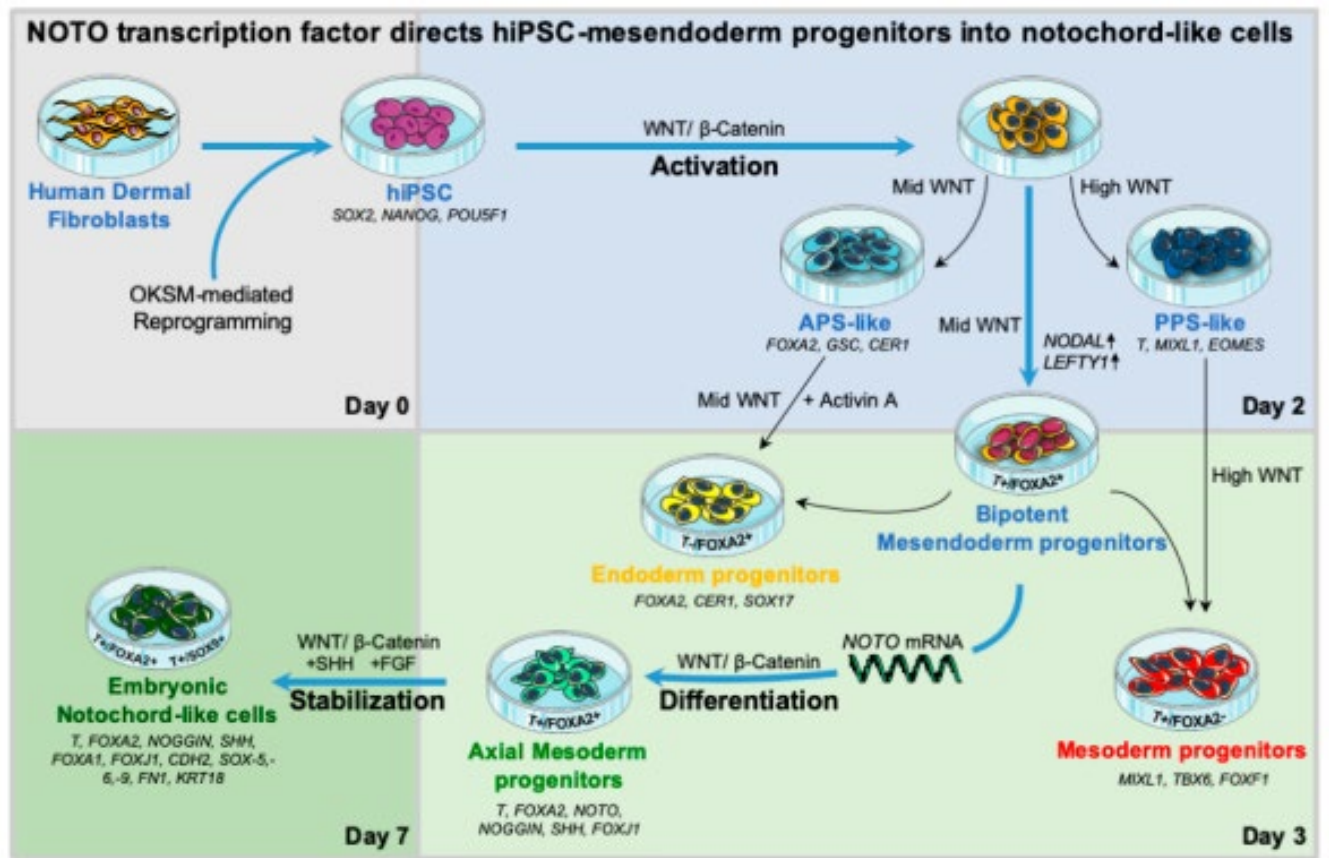 NOTO transcription factor directs hiPSC-mesendoderm progenitors into notochord-like cells
Human Dermal
Fibroblasts
hiPSC
SOX2, NANOG, POU5F1
OKSM-mediated
Reprogramming
Day 0
WNT/ β-Catenin
Activation
Mid WNT
High WNT
APS-like
FOXA2, GSC, CER1
Mid WNT
NODAL↑
LEFTY1↑
PPS-like
T, MIXL1, EOMES
Mid WNT + Activin A
Day 2
T+/FOXA2+
Bipotent
Mesendoderm progenitors
High WNT
T-/FOXA2+
Endoderm progenitors
FOXA2, CER1, SOX17
NOTO mRNA
WNT/ β-Catenin
Differentiation
T+/FOXA2-
Mesoderm progenitors
MIXL1, TBX6, FOXF1
T+/FOXA2+
Axial Mesoderm
progenitors
T, FOXA2, NOTO,
NOGGIN, SHH, FOXJ1
Day 3
WNT/ β-Catenin
+SHH +FGF
Stabilization
T+/FOXA2+ T+/SOX9+
Embryonic
Notochord-like cells
T, FOXA2, NOGGIN, SHH,
FOXA1, FOXJ1, CDH2, SOX-5,-
6,-9, FN1, KRT18
Day 7